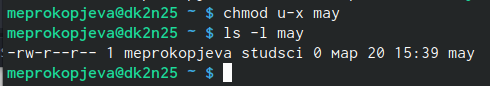 meprokopjeva@dk2n25 ~ $ chmod u-x may
meprokopjeva@dk2n25 ~ $ ls -l may
-rw-r--r-- 1 meprokopjeva studsci 0 мар 20 15:39 may
meprokopjeva@dk2n25 ~ $